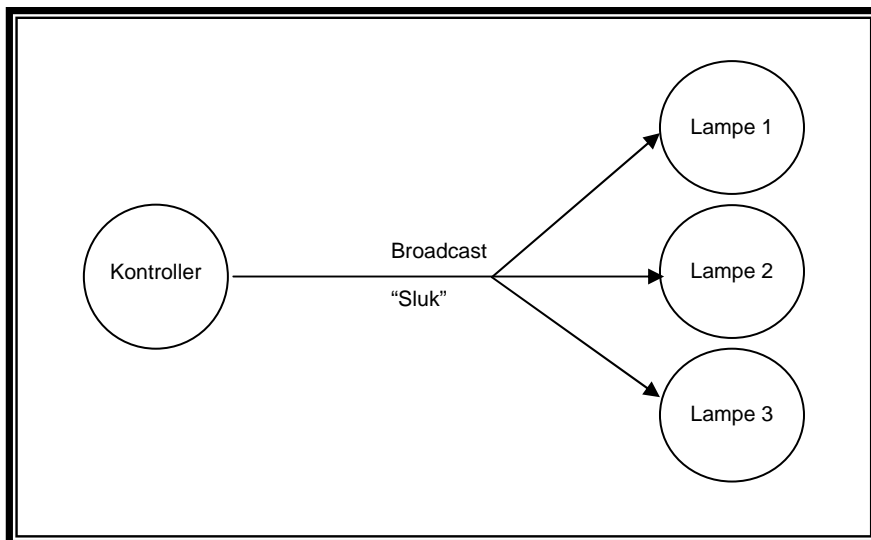 Lampe 1
Broadcast
Kontroller
Lampe 2
“Sluk”
Lampe 3